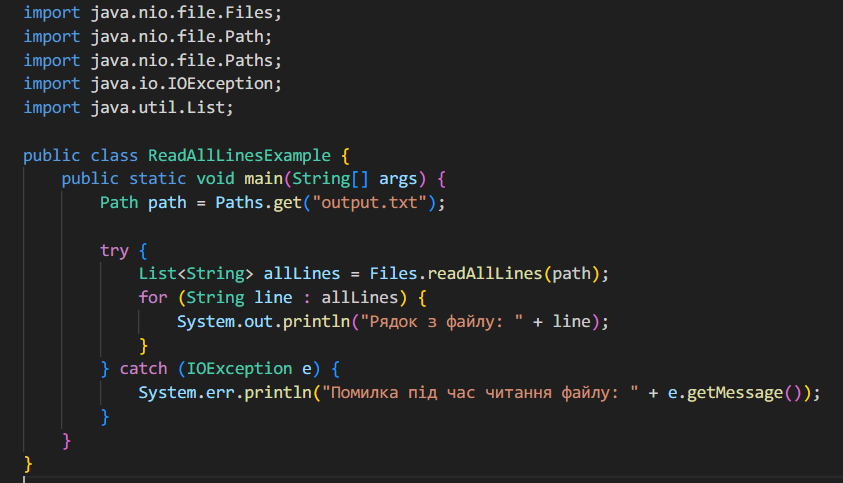 import java.nio.file.Files;
import java.nio.file.Path;
import java.nio.file.Paths;
import java.io.IOException;
import java.util.List;

public class ReadAllLinesExample {
    public static void main(String[] args) {
        Path path = Paths.get("output.txt");

        try {
            List<String> allLines = Files.readAllLines(path);
            for (String line : allLines) {
                System.out.println("Рядок з файлу: " + line);
            }
        } catch (IOException e) {
            System.err.println("Помилка під час читання файлу: " + e.getMessage());
        }
    }
}